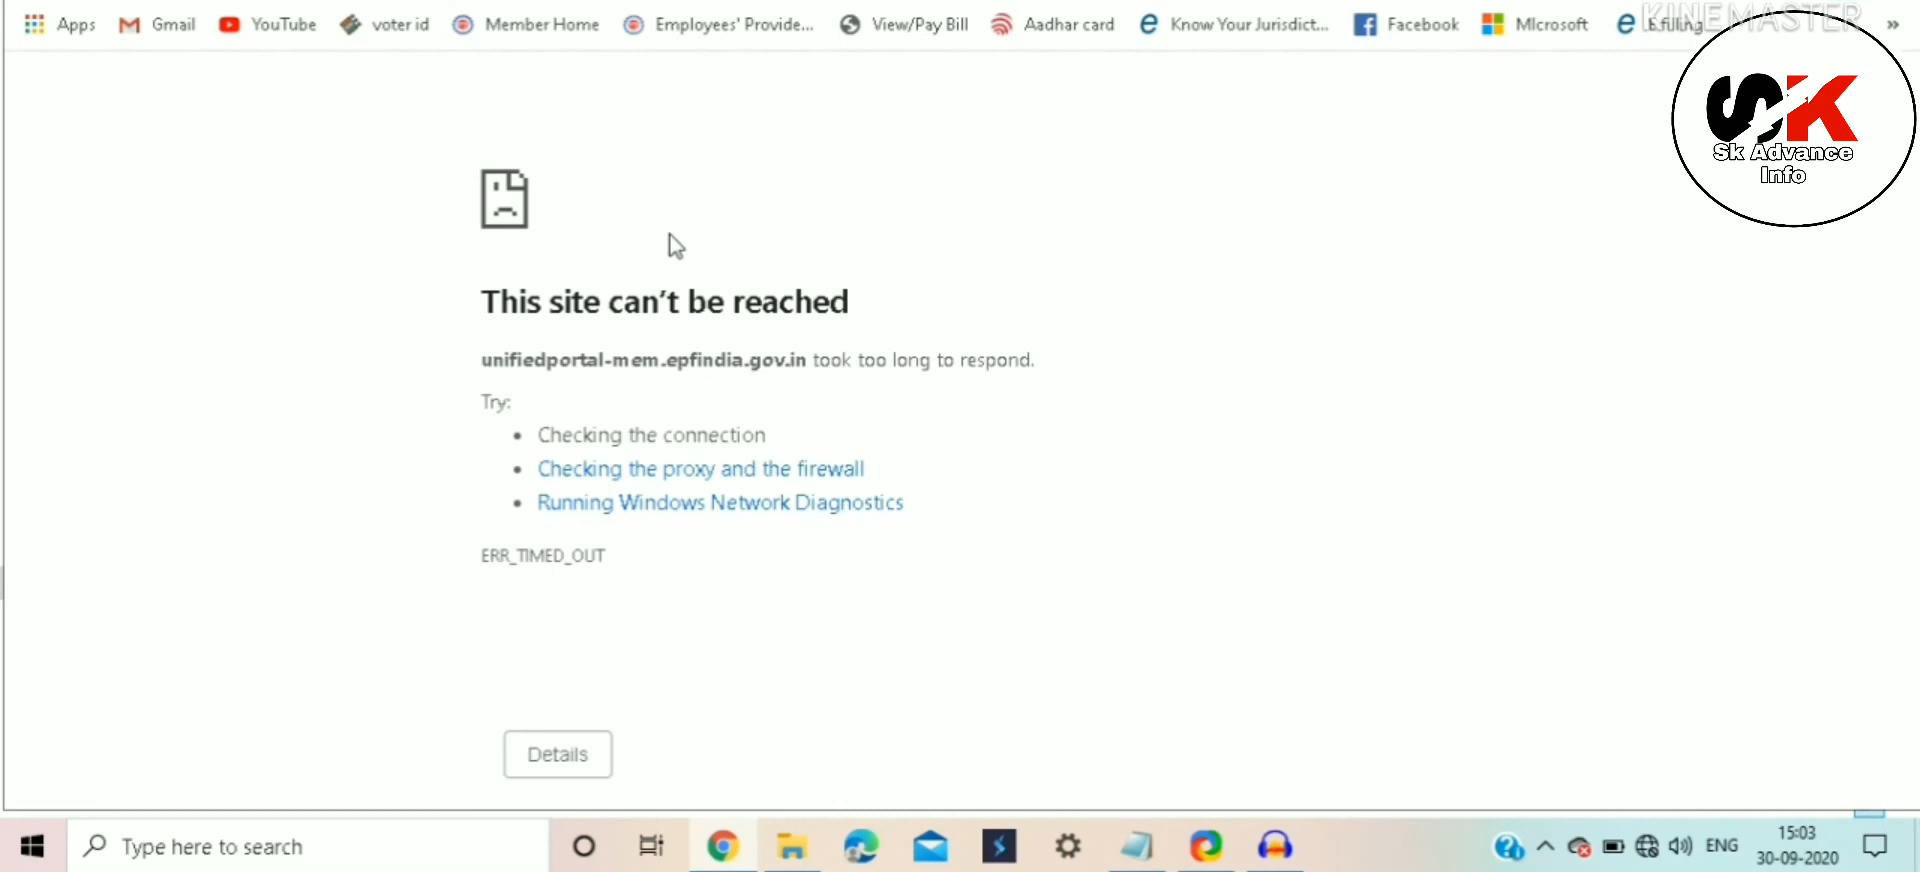 Apps Gmail YouTube voter id Member Home Employees' Provide... View/Pay Bill Aadhar card Know Your Jurisdict... Facebook MIcrosoft E filling »
KINEMASTER
SK
Sk Advance
Info
This site can't be reached
unifiedportal-mem.epfindia.gov.in took too long to respond.
Try:
• Checking the connection
• Checking the proxy and the firewall
• Running Windows Network Diagnostics
ERR_TIMED_OUT
Details
Type here to search
ENG
15:03
30-09-2020